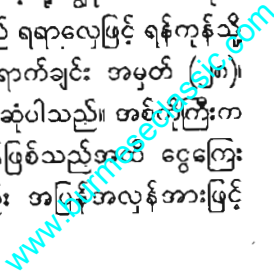 ရရာလှေဖြင့် ရန်ကုန်သို့
ရာက်ချင်း အမှတ် (၂၈)၊
ဆုံပါသည်။ အစ်ကိုကြီးက
ဖြစ်သည်အထိ ငွေကြေး
အပြန်အလှန်အားဖြင့်
www.burmeseclassic.com